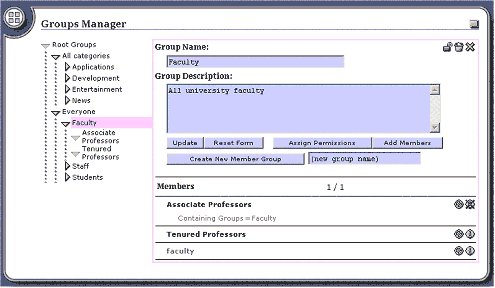 Groups Manager
Root Groups
All categories
Applications
Development
Entertainment
News
Everyone
Faculty
Associate
Professors
Tenured
Professors
Staff
Students
Group Name:
Faculty
Group Description:
All university faculty
Update Reset Form Assign Permissions Add Members
Create New Member Group (new group name)
Members 1 / 1
Associate Professors
Containing Groups = Faculty
Tenured Professors
faculty